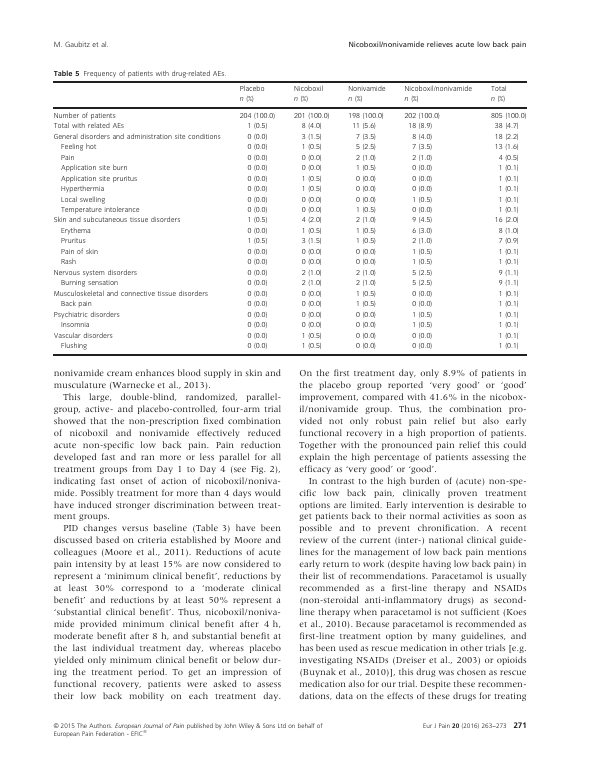 M. Gaubitz et al.
Nicoboxil/nonivamide relieves acute low back pain
Table 5 Frequency of patients with drug-related AEs.
Placebo Nicoboxil Nonivamide Nicoboxil/nonivamide Total
n (%) n (%) n (%) n (%) n (%)
Number of patients 204 (100.0) 201 (100.0) 198 (100.0) 202 (100.0) 805 (100.0)
Total with related AEs 1 (0.5) 8 (4.0) 11 (5.6) 18 (8.9) 38 (4.7)
General disorders and administration site conditions 0 (0.0) 3 (1.5) 7 (3.5) 8 (4.0) 18 (2.2)
Feeling hot 0 (0.0) 1 (0.5) 5 (2.5) 7 (3.5) 13 (1.6)
Pain 0 (0.0) 0 (0.0) 2 (1.0) 2 (1.0) 4 (0.5)
Application site burn 0 (0.0) 0 (0.0) 1 (0.5) 0 (0.0) 1 (0.1)
Application site pruritus 0 (0.0) 1 (0.5) 0 (0.0) 0 (0.0) 1 (0.1)
Hyperthermia 0 (0.0) 1 (0.5) 0 (0.0) 0 (0.0) 1 (0.1)
Local swelling 0 (0.0) 0 (0.0) 0 (0.0) 1 (0.5) 1 (0.1)
Temperature intolerance 0 (0.0) 0 (0.0) 1 (0.5) 0 (0.0) 1 (0.1)
Skin and subcutaneous tissue disorders 1 (0.5) 4 (2.0) 2 (1.0) 9 (4.5) 16 (2.0)
Erythema 0 (0.0) 1 (0.5) 1 (0.5) 6 (3.0) 8 (1.0)
Pruritus 1 (0.5) 3 (1.5) 1 (0.5) 2 (1.0) 7 (0.9)
Pain of skin 0 (0.0) 0 (0.0) 0 (0.0) 1 (0.5) 1 (0.1)
Rash 0 (0.0) 0 (0.0) 0 (0.0) 1 (0.5) 1 (0.1)
Nervous system disorders 0 (0.0) 2 (1.0) 2 (1.0) 5 (2.5) 9 (1.1)
Burning sensation 0 (0.0) 2 (1.0) 2 (1.0) 5 (2.5) 9 (1.1)
Musculoskeletal and connective tissue disorders 0 (0.0) 0 (0.0) 1 (0.5) 0 (0.0) 1 (0.1)
Back pain 0 (0.0) 0 (0.0) 1 (0.5) 0 (0.0) 1 (0.1)
Psychiatric disorders 0 (0.0) 0 (0.0) 0 (0.0) 1 (0.5) 1 (0.1)
Insomnia 0 (0.0) 0 (0.0) 0 (0.0) 1 (0.5) 1 (0.1)
Vascular disorders 0 (0.0) 1 (0.5) 0 (0.0) 0 (0.0) 1 (0.1)
Flushing 0 (0.0) 1 (0.5) 0 (0.0) 0 (0.0) 1 (0.1)
nonivamide cream enhances blood supply in skin and
musculature (Warnecke et al., 2013).
This large, double-blind, randomized, parallel-
group, active- and placebo-controlled, four-arm trial
showed that the non-prescription fixed combination
of nicoboxil and nonivamide effectively reduced
acute non-specific low back pain. Pain reduction
developed fast and ran more or less parallel for all
treatment groups from Day 1 to Day 4 (see Fig. 2),
indicating fast onset of action of nicoboxil/noniva-
mide. Possibly treatment for more than 4 days would
have induced stronger discrimination between treat-
ment groups.
PID changes versus baseline (Table 3) have been
discussed based on criteria established by Moore and
colleagues (Moore et al., 2011). Reductions of acute
pain intensity by at least 15% are now considered to
represent a 'minimum clinical benefit', reductions by
at least 30% correspond to a 'moderate clinical
benefit' and reductions by at least 50% represent a
'substantial clinical benefit'. Thus, nicoboxil/noniva-
mide provided minimum clinical benefit after 4 h,
moderate benefit after 8 h, and substantial benefit at
the last individual treatment day, whereas placebo
yielded only minimum clinical benefit or below dur-
ing the treatment period. To get an impression of
functional recovery, patients were asked to assess
their low back mobility on each treatment day.
On the first treatment day, only 8.9% of patients in
the placebo group reported 'very good' or 'good'
improvement, compared with 41.6% in the nicobox-
il/nonivamide group. Thus, the combination pro-
vided not only robust pain relief but also early
functional recovery in a high proportion of patients.
Together with the pronounced pain relief this could
explain the high percentage of patients assessing the
efficacy as 'very good' or 'good'.
In contrast to the high burden of (acute) non-spe-
cific low back pain, clinically proven treatment
options are limited. Early intervention is desirable to
get patients back to their normal activities as soon as
possible and to prevent chronification. A recent
review of the current (inter-) national clinical guide-
lines for the management of low back pain mentions
early return to work (despite having low back pain) in
their list of recommendations. Paracetamol is usually
recommended as a first-line therapy and NSAIDs
(non-steroidal anti-inflammatory drugs) as second-
line therapy when paracetamol is not sufficient (Koes
et al., 2010). Because paracetamol is recommended as
first-line treatment option by many guidelines, and
has been used as rescue medication in other trials [e.g.
investigating NSAIDs (Dreiser et al., 2003) or opioids
(Buynak et al., 2010)], this drug was chosen as rescue
medication also for our trial. Despite these recommen-
dations, data on the effects of these drugs for treating
© 2015 The Authors. European Journal of Pain published by John Wiley & Sons Ltd on behalf of
European Pain Federation - EFIC®
Eur J Pain 20 (2016) 263–273 271